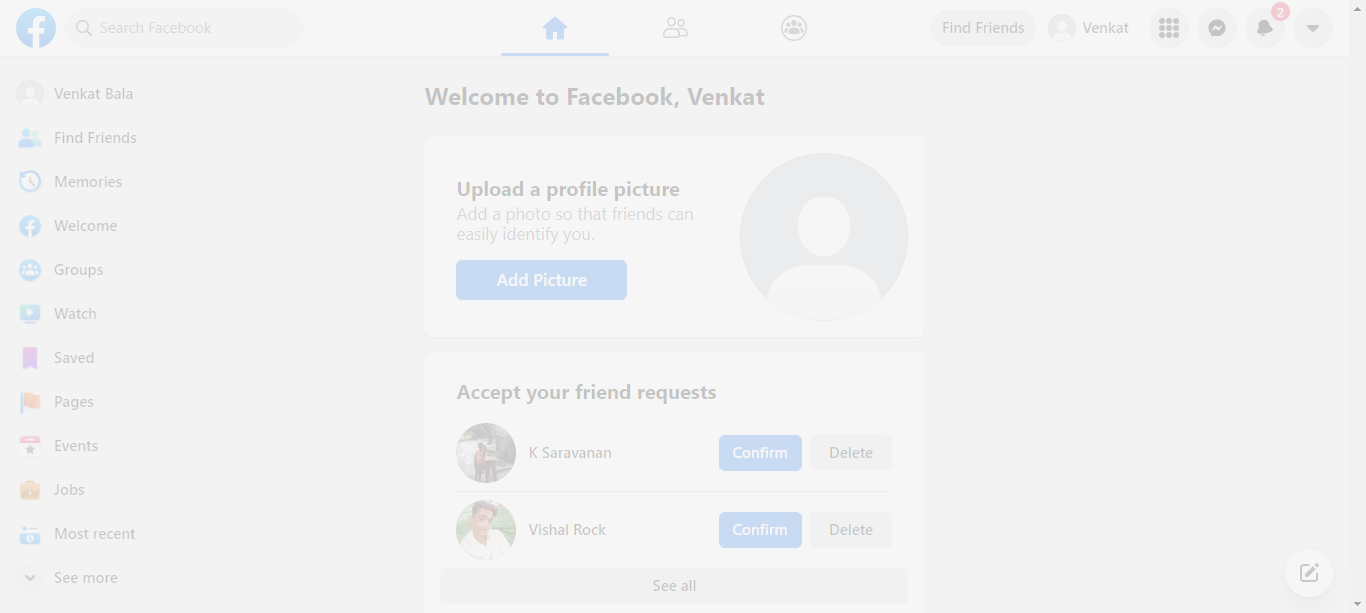 Search Facebook
Find Friends
Venkat
2
Venkat Bala
Find Friends
Memories
Welcome
Groups
Watch
Saved
Pages
Events
Jobs
Most recent
See more
Welcome to Facebook, Venkat
Upload a profile picture
Add a photo so that friends can
easily identify you.
Add Picture
Accept your friend requests
K Saravanan
Confirm
Delete
Vishal Rock
Confirm
Delete
See all